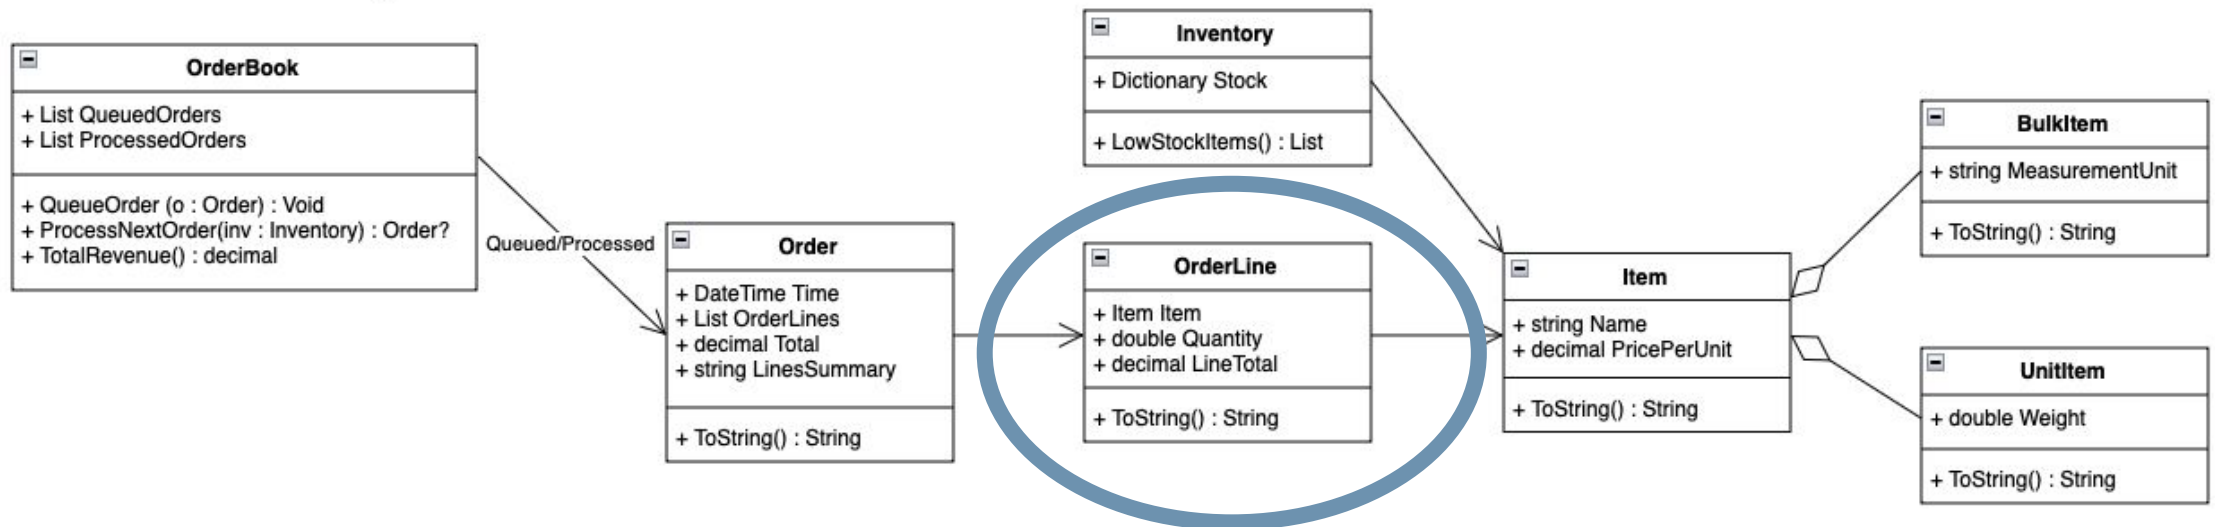 OrderBook
+ List QueuedOrders
+ List ProcessedOrders
+ QueueOrder (o : Order) : Void
+ ProcessNextOrder(inv : Inventory) : Order?
+ TotalRevenue() : decimal
Queued/Processed
Order
+ DateTime Time
+ List OrderLines
+ decimal Total
+ string LinesSummary
+ ToString() : String
Inventory
+ Dictionary Stock
+ LowStockItems() : List
OrderLine
+ Item Item
+ double Quantity
+ decimal LineTotal
+ ToString() : String
Item
+ string Name
+ decimal PricePerUnit
+ ToString() : String
BulkItem
+ string MeasurementUnit
+ ToString() : String
UnitItem
+ double Weight
+ ToString() : String